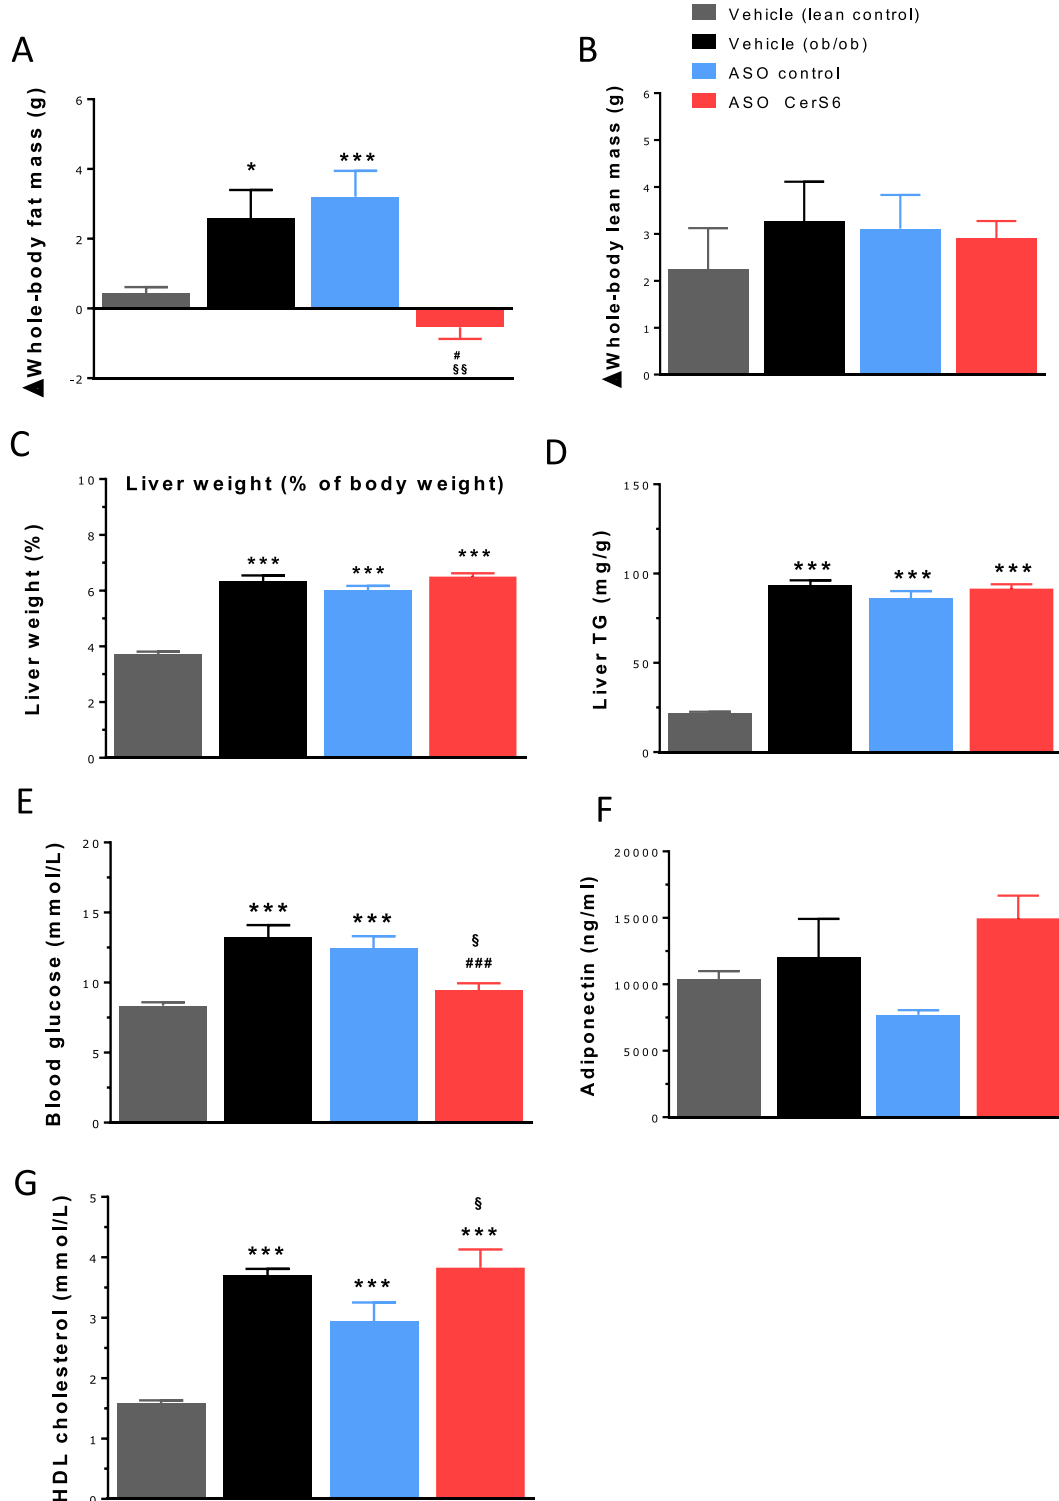 Vehicle (lean control)
Vehicle (ob/ob)
ASO control
ASO CerS6
A
▲Whole-body fat mass (g)
6
4
2
0
-2
*
***
#
§§
B
▲Whole-body lean mass (g)
6
5
4
3
2
1
0
C
Liver weight (% of body weight)
Liver weight (%)
10
8
6
4
2
0
***
***
***
D
Liver TG (mg/g)
150
100
50
0
***
***
***
E
Blood glucose (mmol/L)
20
15
10
5
0
***
***
§
###
F
Adiponectin (ng/ml)
20000
15000
10000
5000
0
G
HDL cholesterol (mmol/L)
5
4
3
2
1
0
***
***
§
***